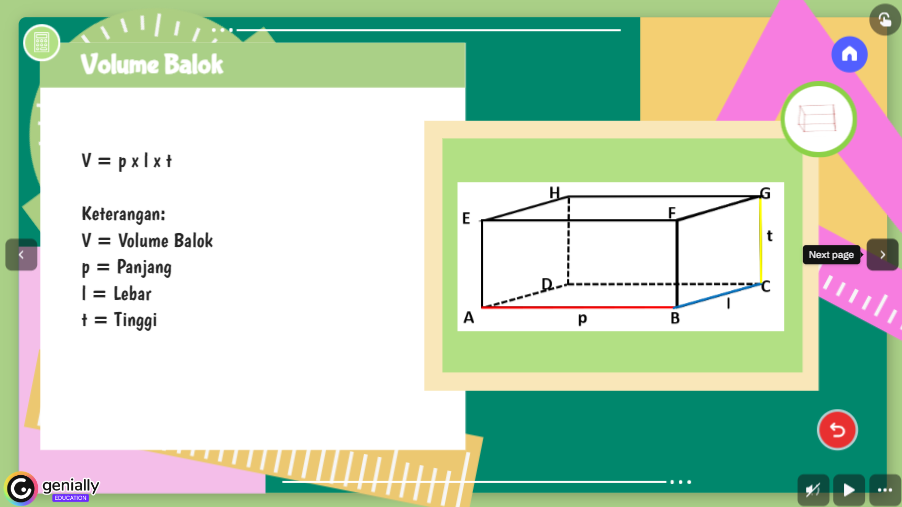 Volume Balok
V = p x l x t
Keterangan:
V = Volume Balok
p = Panjang
l = Lebar
t = Tinggi
H
G
E
F
t
D
C
A
B
l
p
Next page
genially
EDUCATION